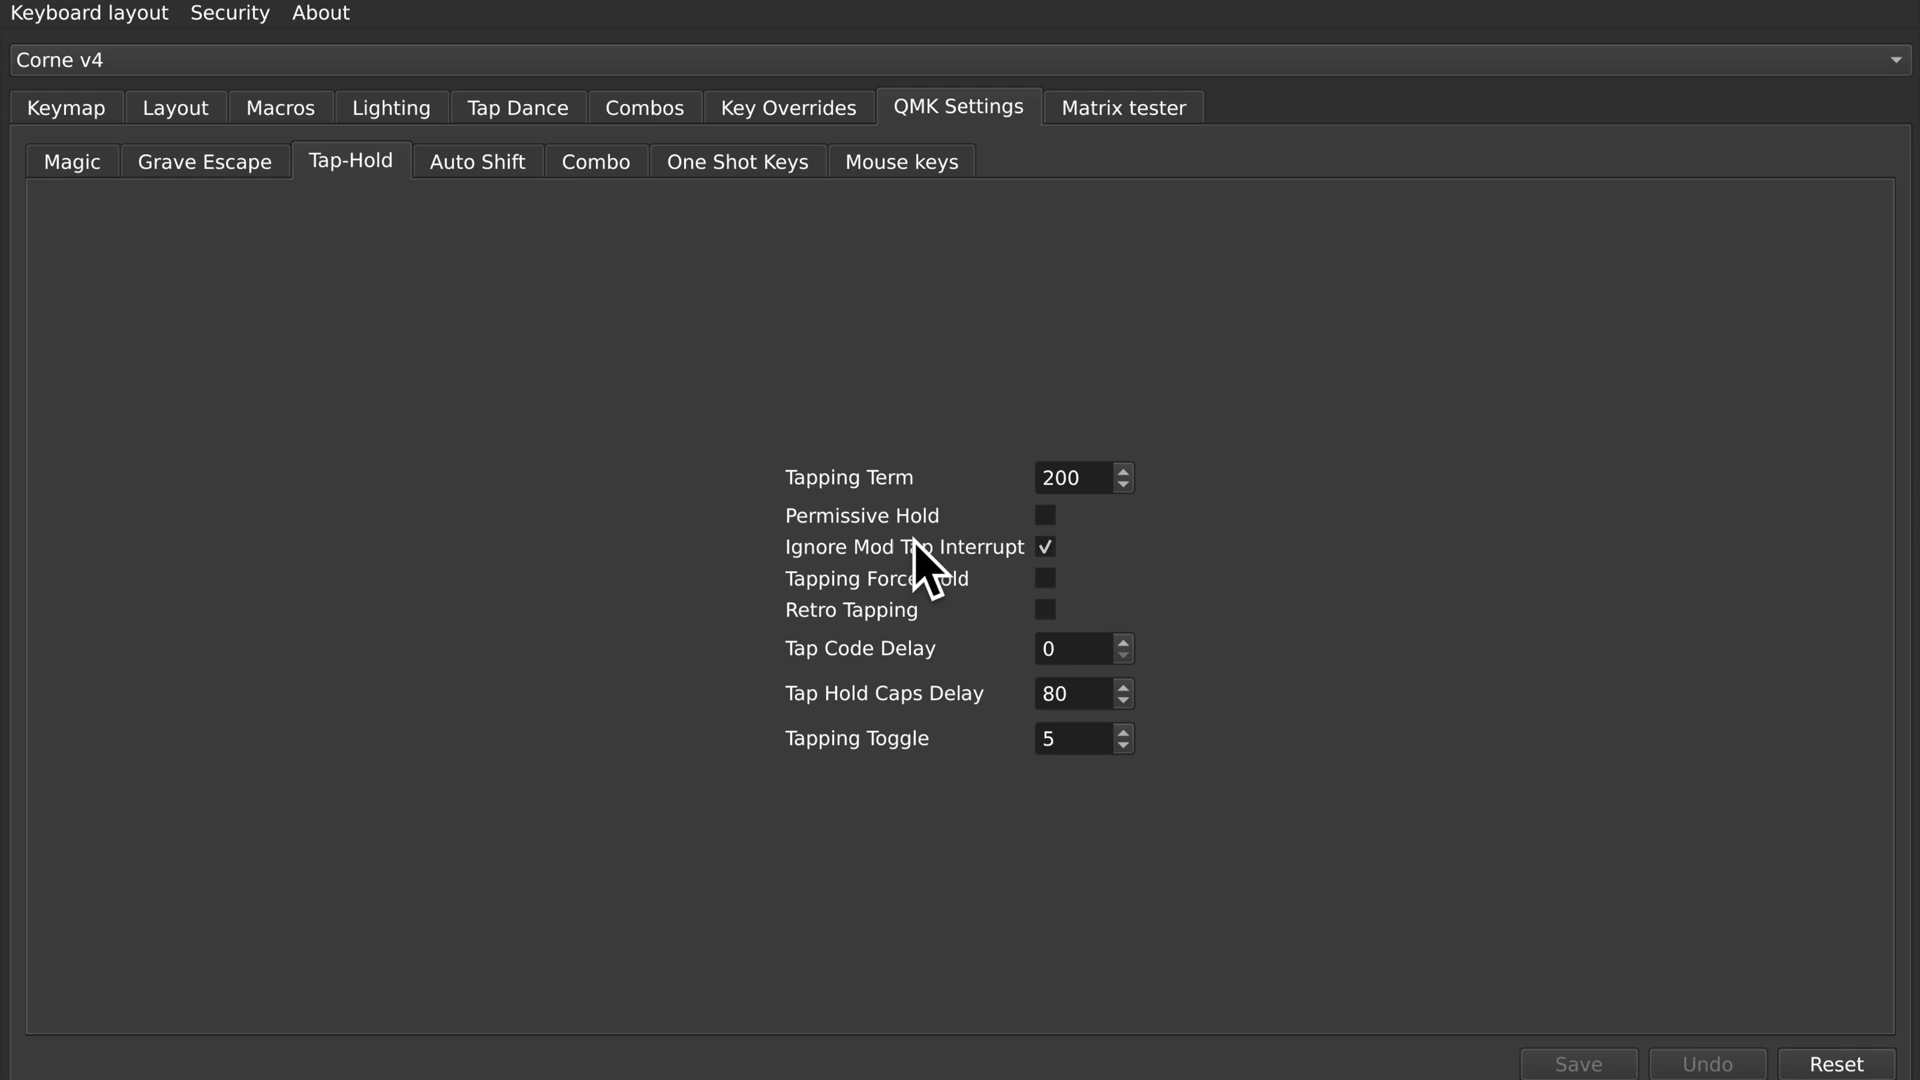 Keyboard layout Security About
Corne v4
Keymap Layout Macros Lighting Tap Dance Combos Key Overrides QMK Settings Matrix tester
Magic Grave Escape Tap-Hold Auto Shift Combo One Shot Keys Mouse keys
Tapping Term 200
Permissive Hold
Ignore Mod Tap Interrupt
Tapping Force Hold
Retro Tapping
Tap Code Delay 0
Tap Hold Caps Delay 80
Tapping Toggle 5
Save Undo Reset